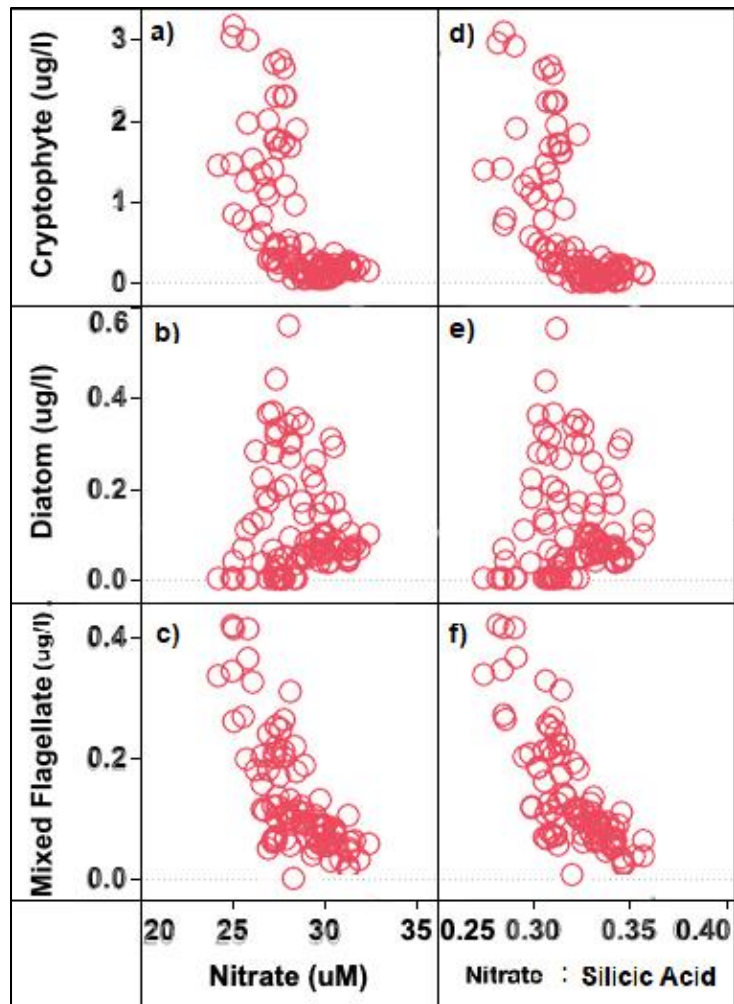 a)
d)
Cryptophyte (ug/l)
3
2
1
0
b)
e)
Diatom (ug/l)
0.6
0.4
0.2
0.0
c)
f)
Mixed Flagellate (ug/l)
0.4
0.2
0.0
20 25 30 35
0.25 0.30 0.35 0.40
Nitrate (uM)
Nitrate : Silicic Acid